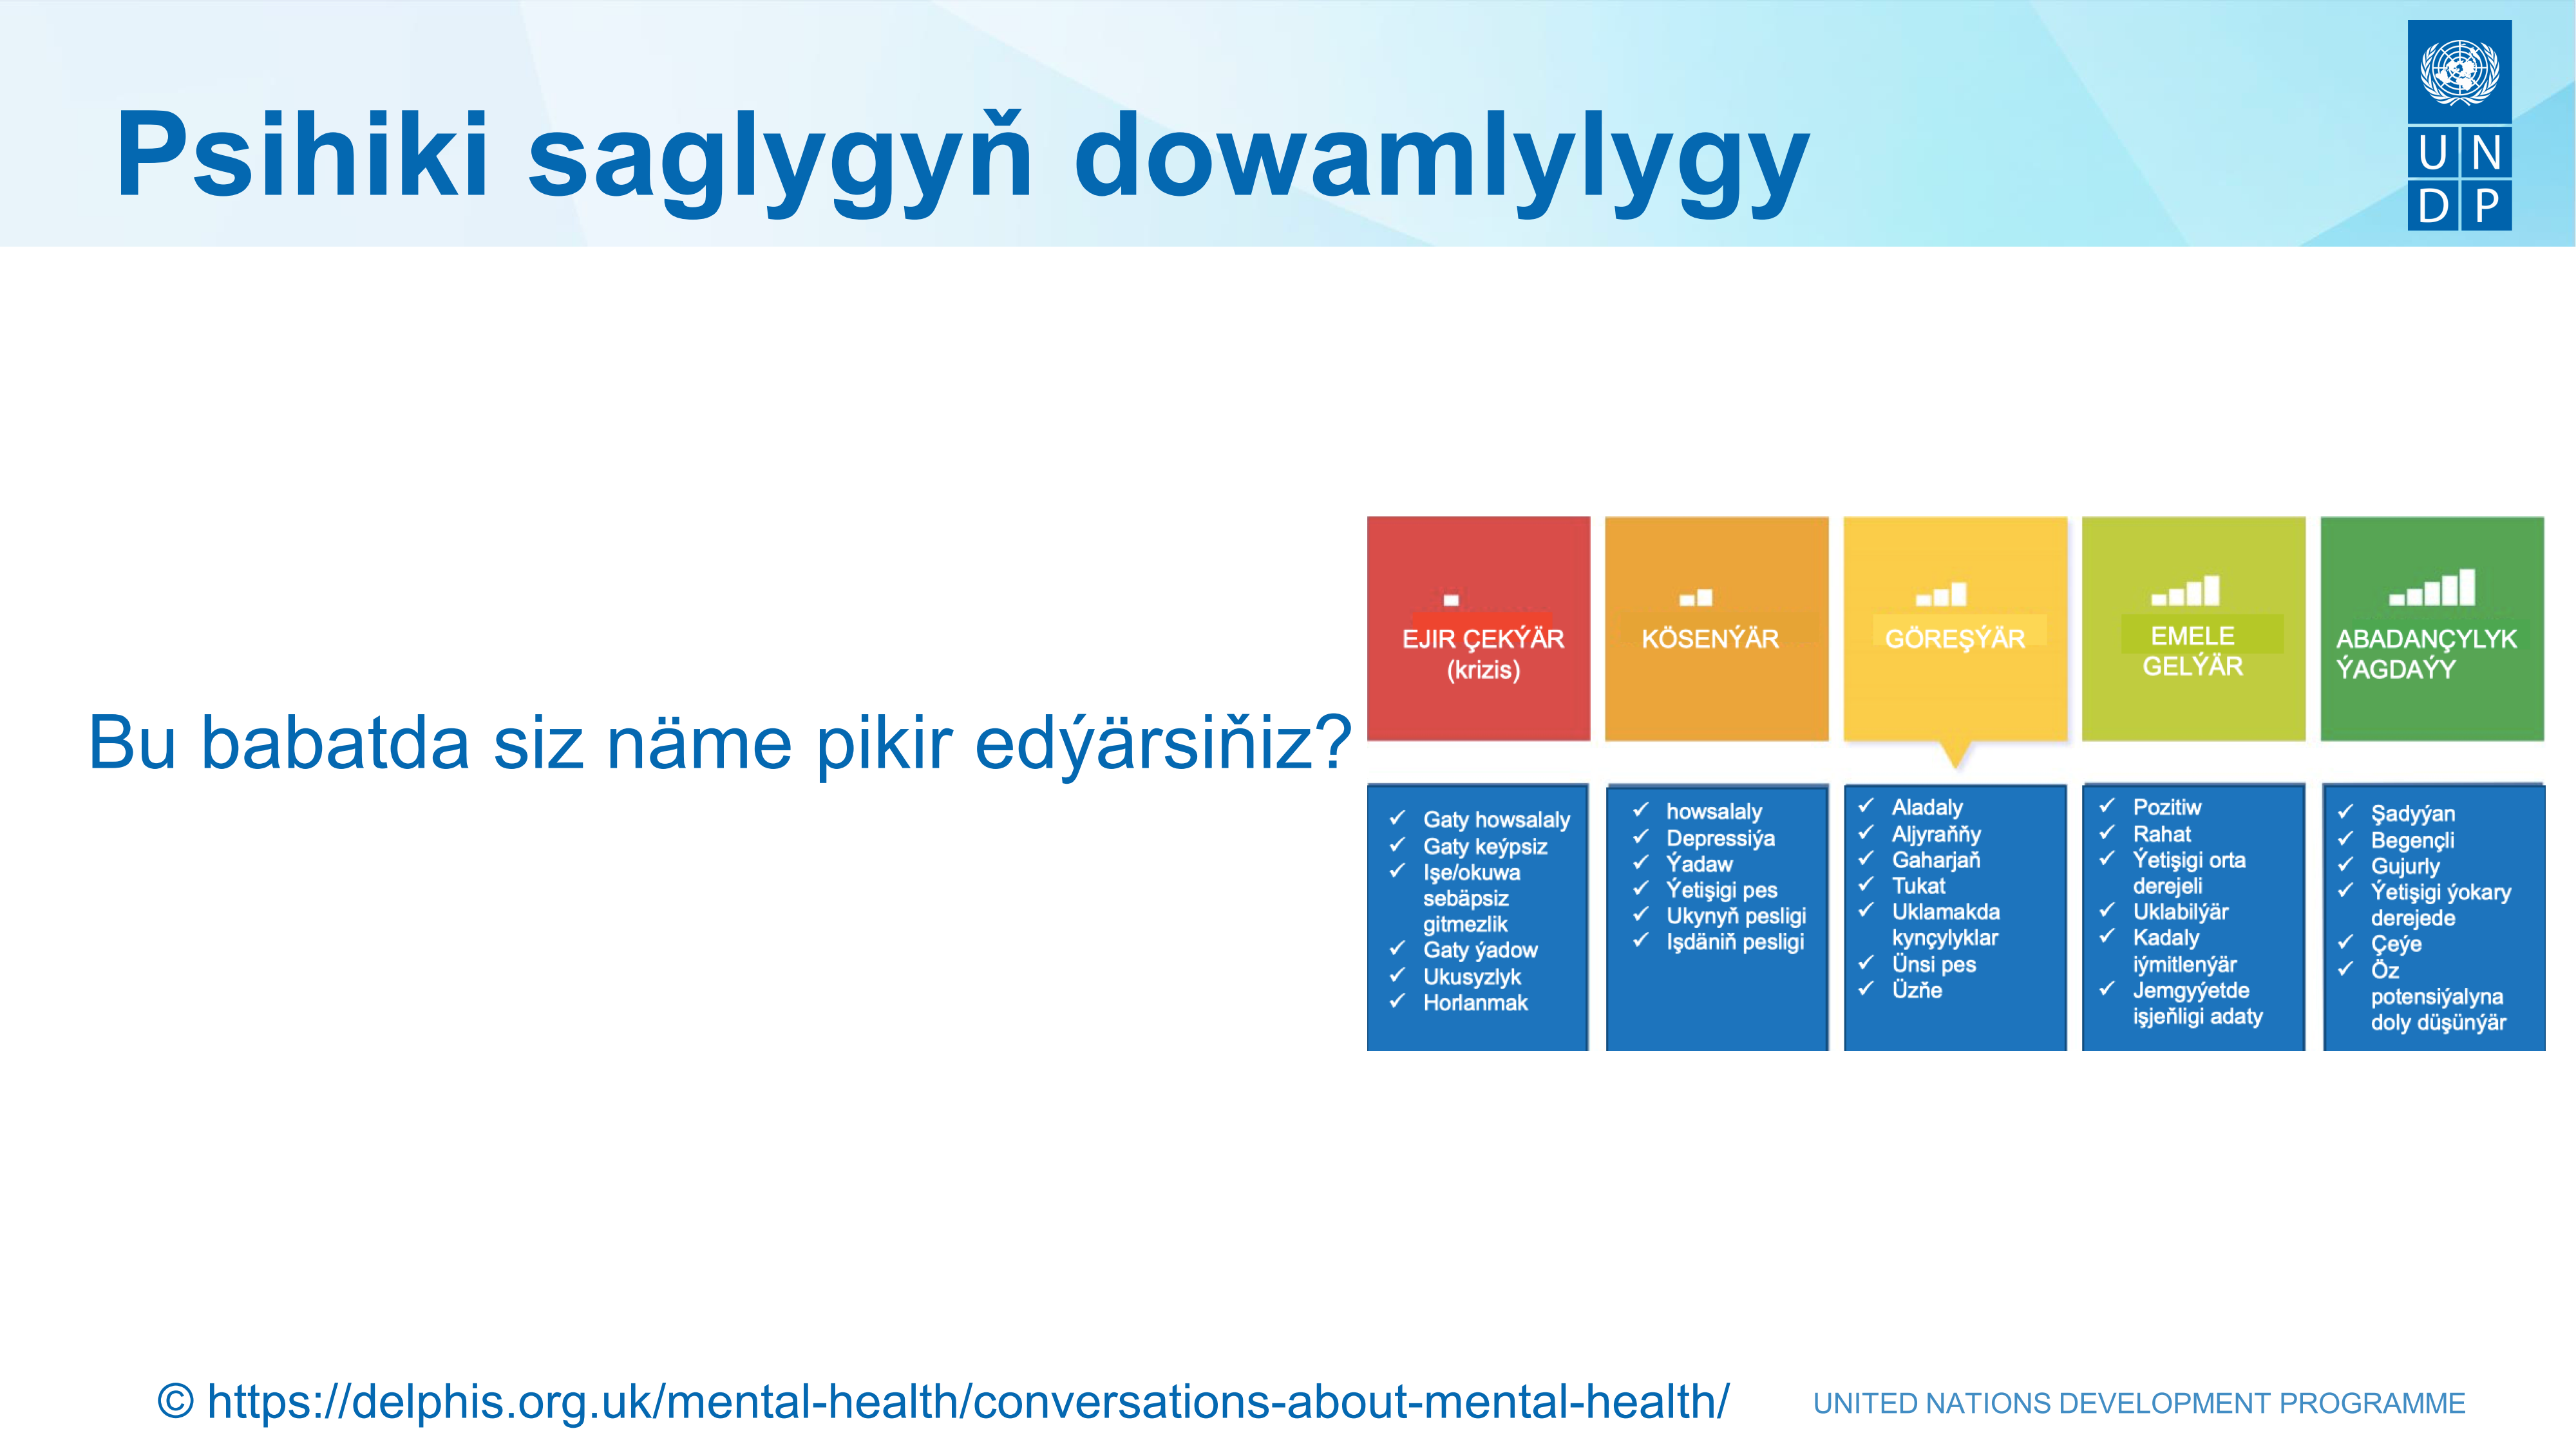 Psihiki saglygyň dowamlylygy
U N
D P
Bu babatda siz näme pikir edýärsiňiz?
EJIR ÇEKÝÄR
(krizis)
Gaty howsalaly
Gaty keýpsiz
Işe/okuwa
sebäpsiz
gitmezlik
Gaty ýadow
Ukusyzlyk
Horlanmak
KÖSENÝÄR
howsalaly
Depressiýa
Ýadaw
Ýetişigi pes
Ukynyň pesligi
Işdäniň pesligi
GÖREŞÝÄR
Aladaly
Aljyraňňy
Gaharjaň
Tukat
Uklamakda
kynçylyklar
Ünsi pes
Üzňe
EMELE
GELÝÄR
Pozitiw
Rahat
Ýetişigi orta
derejeli
Uklabilýär
Kadaly
iýmitlenýär
Jemgyýetde
işjeňligi adaty
ABADANÇYLYK
ÝAGDAÝY
Şadyýan
Begençli
Gujurly
Ýetişigi ýokary
derejede
Çeýe
Öz
potensiýalyna
doly düşünýär
© https://delphis.org.uk/mental-health/conversations-about-mental-health/
UNITED NATIONS DEVELOPMENT PROGRAMME